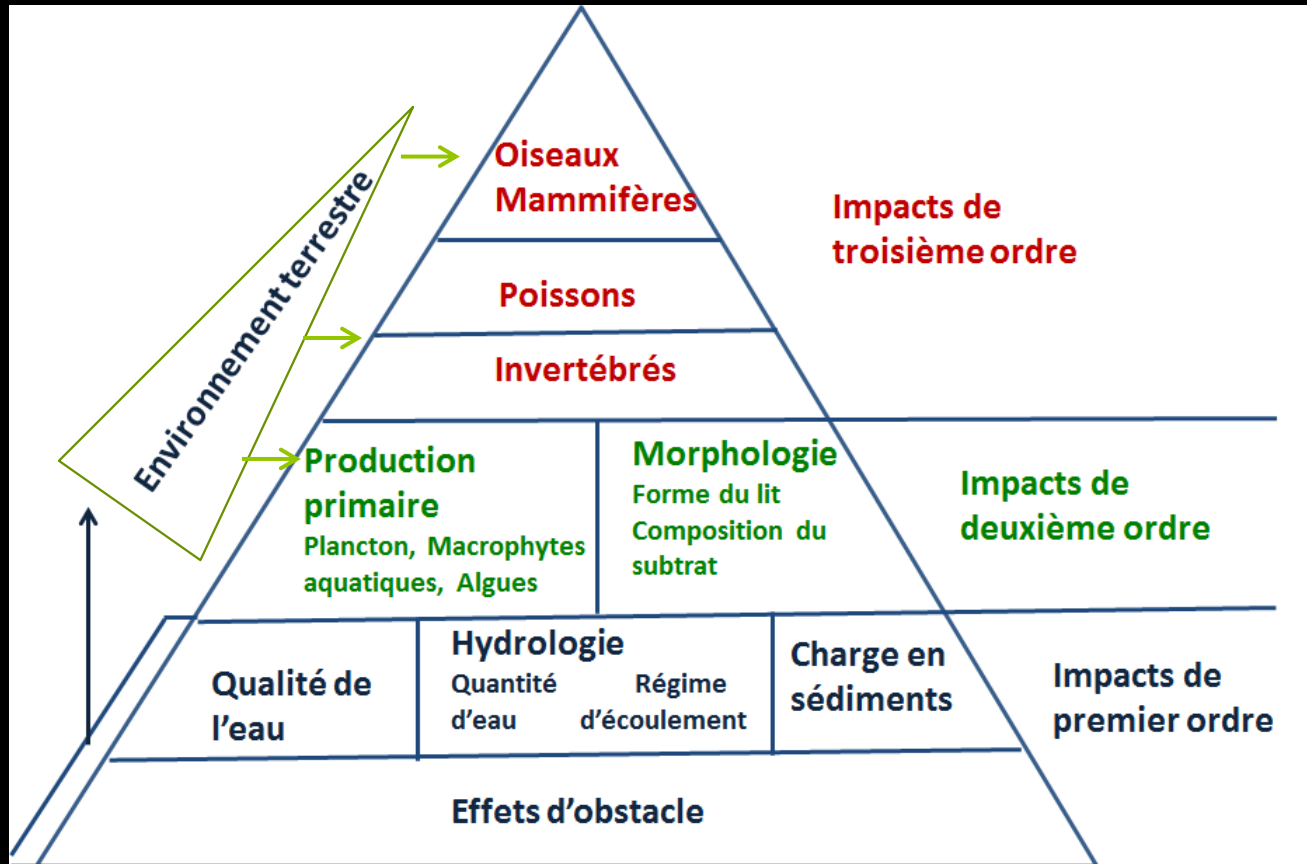 Oiseaux
Mammifères
Impacts de
troisième ordre
Environnement terrestre
Poissons
Invertébrés
Production
primaire
Plancton, Macrophytes
aquatiques, Algues
Morphologie
Forme du lit
Composition du
subtrat
Impacts de
deuxième ordre
Qualité de
l'eau
Hydrologie
Quantité Régime
d'eau d'écoulement
Charge en
sédiments
Impacts de
premier ordre
Effets d'obstacle